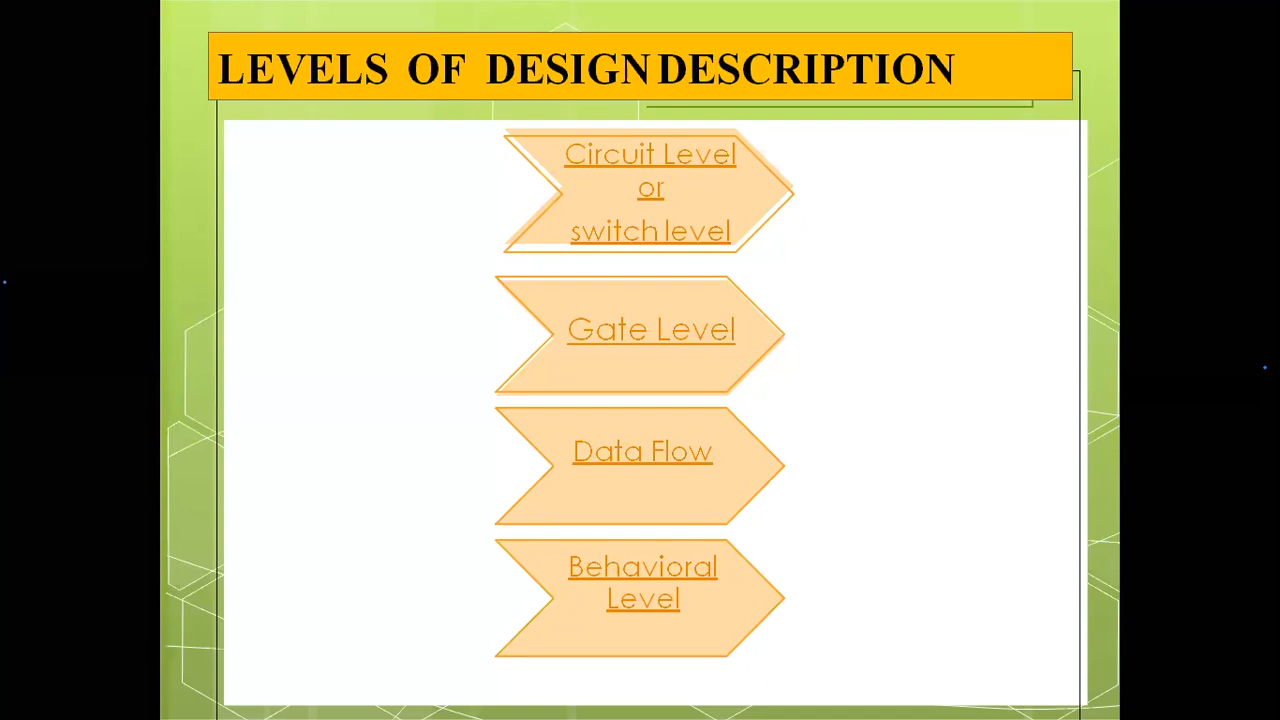 LEVELS OF DESIGN DESCRIPTION
Circuit Level
or
switch level
Gate Level
Data Flow
Behavioral
Level